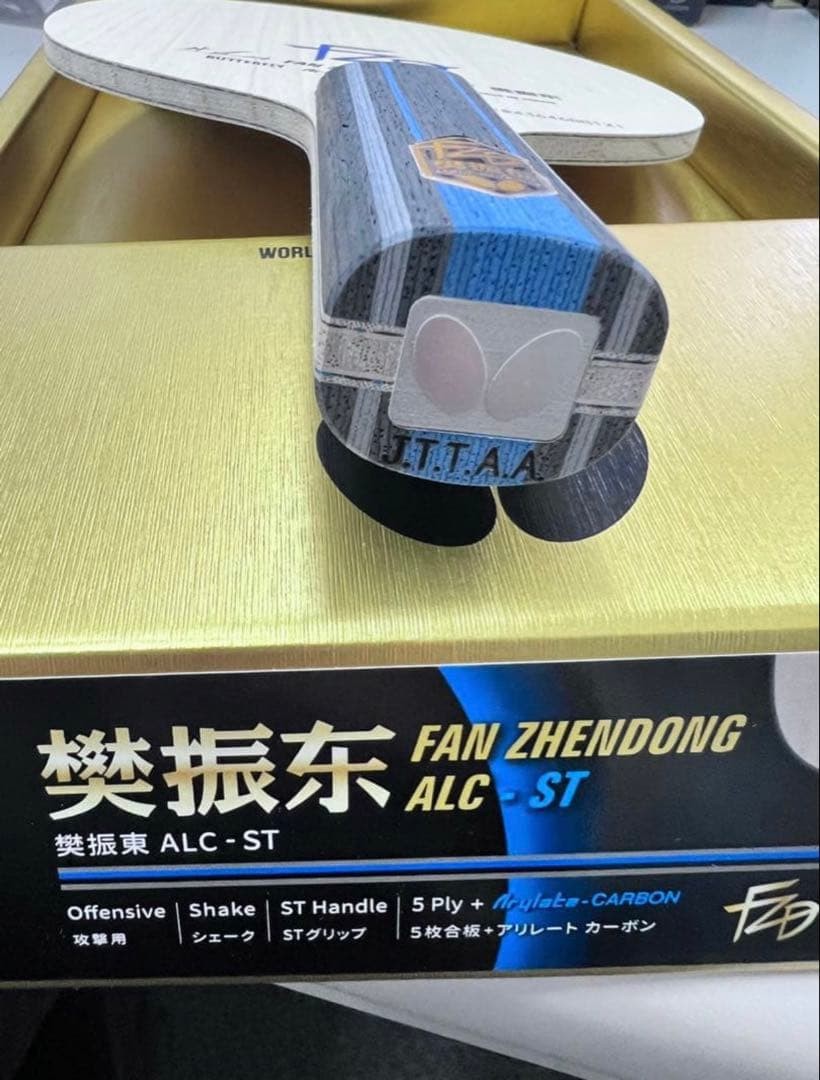 BUTTERFLY
WORL
J.T.T.A.A.
樊振东 FAN ZHENDONG
ALC - ST
樊振東 ALC - ST
Offensive | Shake | ST Handle | 5 Ply + Arylate-CARBON
攻撃用 シェーク STグリップ 5枚合板+アリレート カーボン
FZD